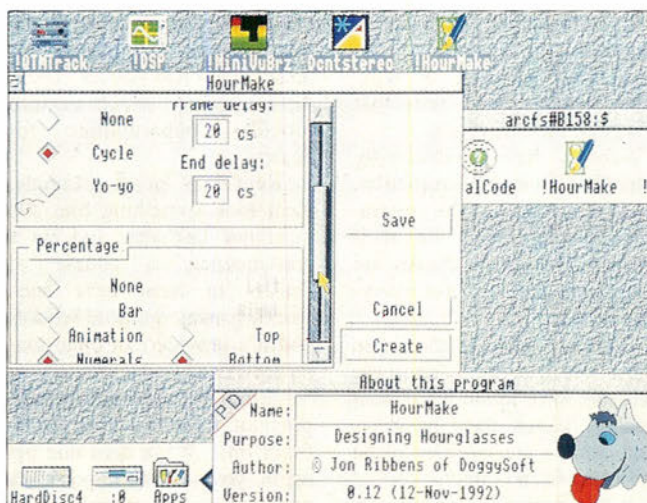 !QTMTrack !DSP !MiniVuBrz Dcntstereo !HourMake
HourMake
Frame delay:
None
20 cs
Cycle
End delay:
Yo-yo
20 cs
Save
Percentage
None
Bar
Animation
Top
Numerals
Bottom
Cancel
Create
arcfs#B158:$
alCode !HourMake !
About this program
PD
Name: HourMake
Purpose: Designing Hourglasses
Author: © Jon Ribbens of DoggySoft
Version: 0.12 (12-Nov-1992)
HardDisc4 :0 Apps